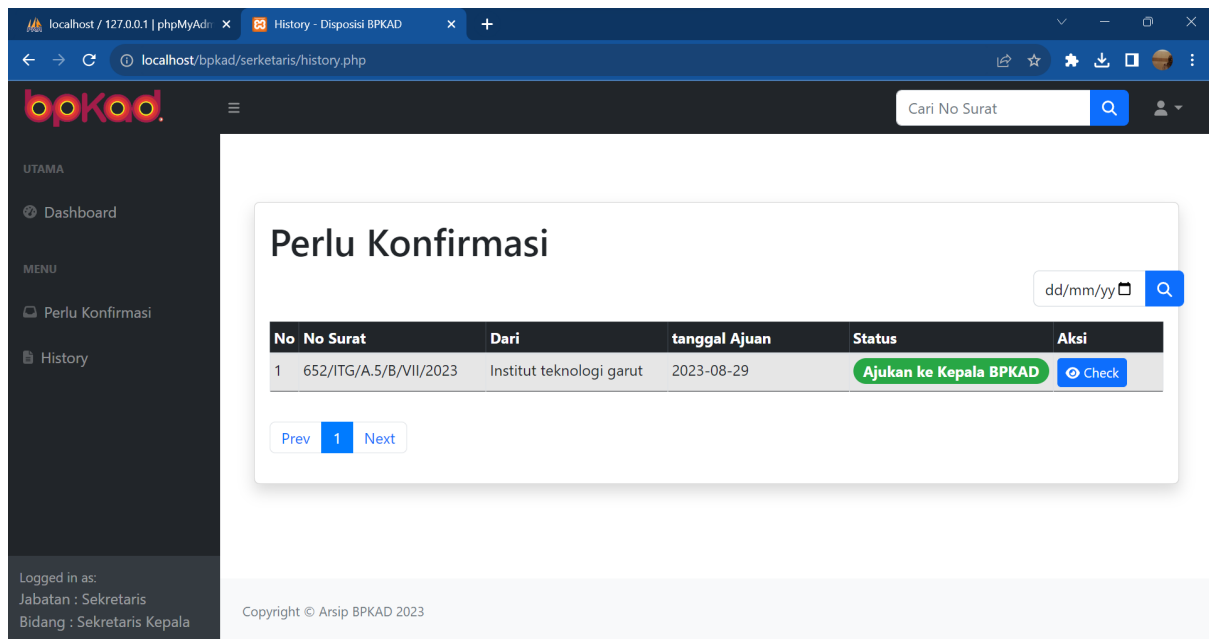 localhost / 127.0.0.1 | phpMyAdm
History - Disposisi BPKAD
localhost/bpkad/serketaris/history.php
bpkad.
Cari No Surat
UTAMA
Dashboard
MENU
Perlu Konfirmasi
History
Perlu Konfirmasi
dd/mm/yy
No No Surat Dari tanggal Ajuan Status Aksi
1 652/ITG/A.5/B/VII/2023 Institut teknologi garut 2023-08-29 Ajukan ke Kepala BPKAD Check
Prev 1 Next
Logged in as:
Jabatan : Sekretaris
Bidang : Sekretaris Kepala
Copyright © Arsip BPKAD 2023